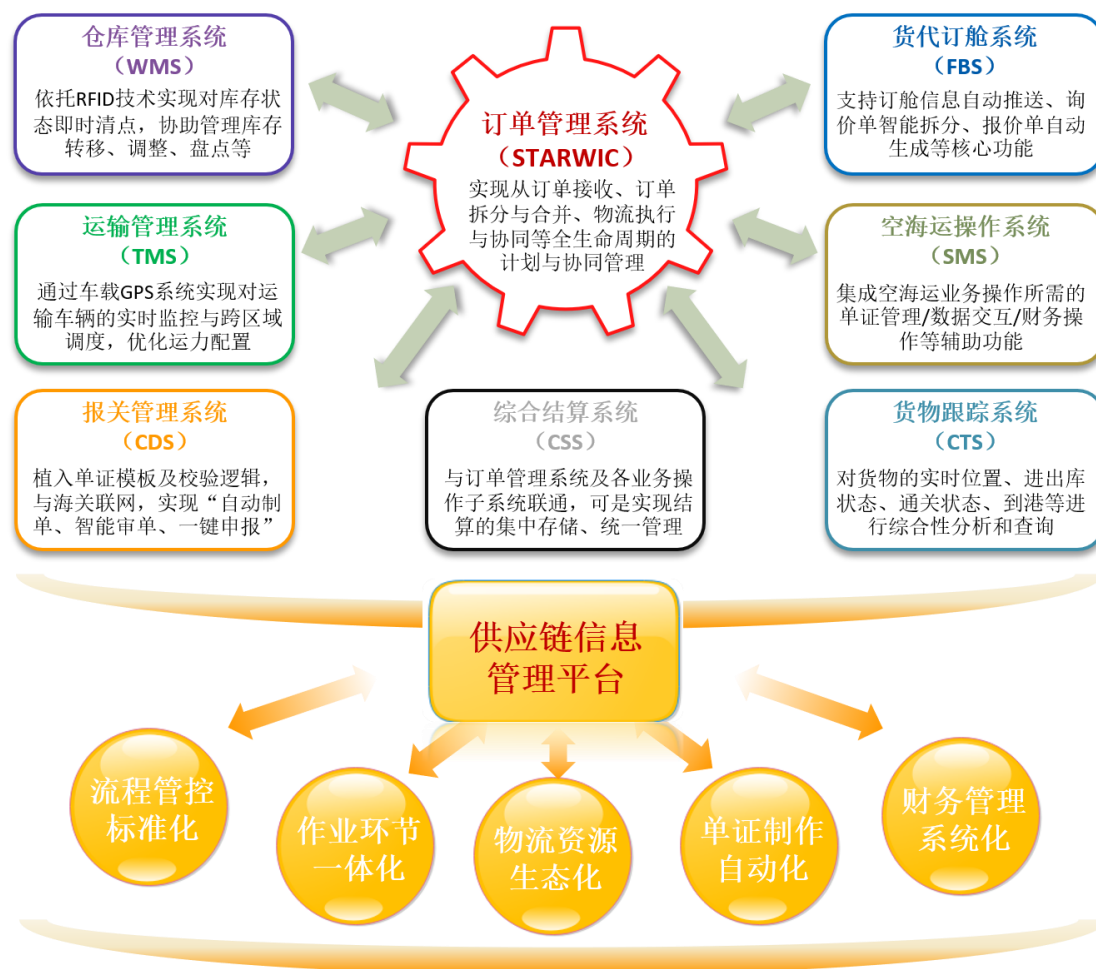 仓库管理系统
（WMS）
依托RFID技术实现对库存状
态即时清点，协助管理库存
转移、调整、盘点等
订单管理系统
（STARWIC）
实现从订单接收、订单
拆分与合并、物流执行
与协同等全生命周期的
计划与协同管理
货代订舱系统
（FBS）
支持订舱信息自动推送、询
价单智能拆分、报价单自动
生成等核心功能
运输管理系统
（TMS）
通过车载GPS系统实现对运
输车辆的实时监控与跨区域
调度，优化运力配置
空海运操作系统
（SMS）
集成空海运业务操作所需的
单证管理/数据交互/财务操
作等辅助功能
报关管理系统
（CDS）
植入单证模板及校验逻辑，
与海关联网，实现“自动制
单、智能审单、一键申报”
综合结算系统
（CSS）
与订单管理系统及各业务操
作子系统联通，可是实现结
算的集中存储、统一管理
货物跟踪系统
（CTS）
对货物的实时位置、进出库
状态、通关状态、到港等进
行综合性分析和查询
供应链信息
管理平台
流程管控
标准化
作业环节
一体化
物流资源
生态化
单证制作
自动化
财务管理
系统化